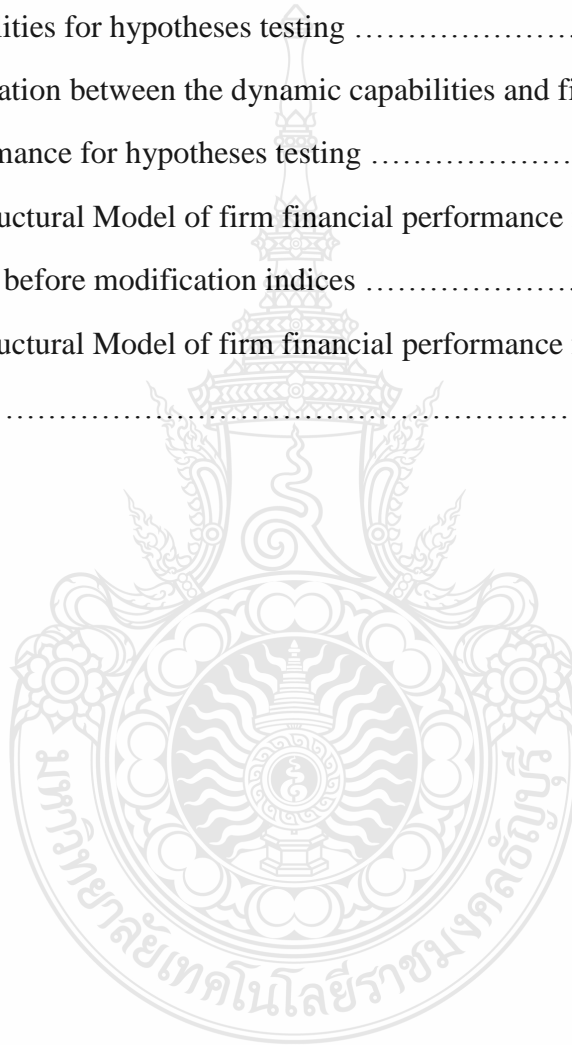 lities for hypotheses testing ……………………
ation between the dynamic capabilities and fi
mance for hypotheses testing …………………
uctural Model of firm financial performance
before modification indices …………………
uctural Model of firm financial performance
……………………………………………………
มหาวิทยาลัยเทคโนโลยีราชมงคลธัญบุรี